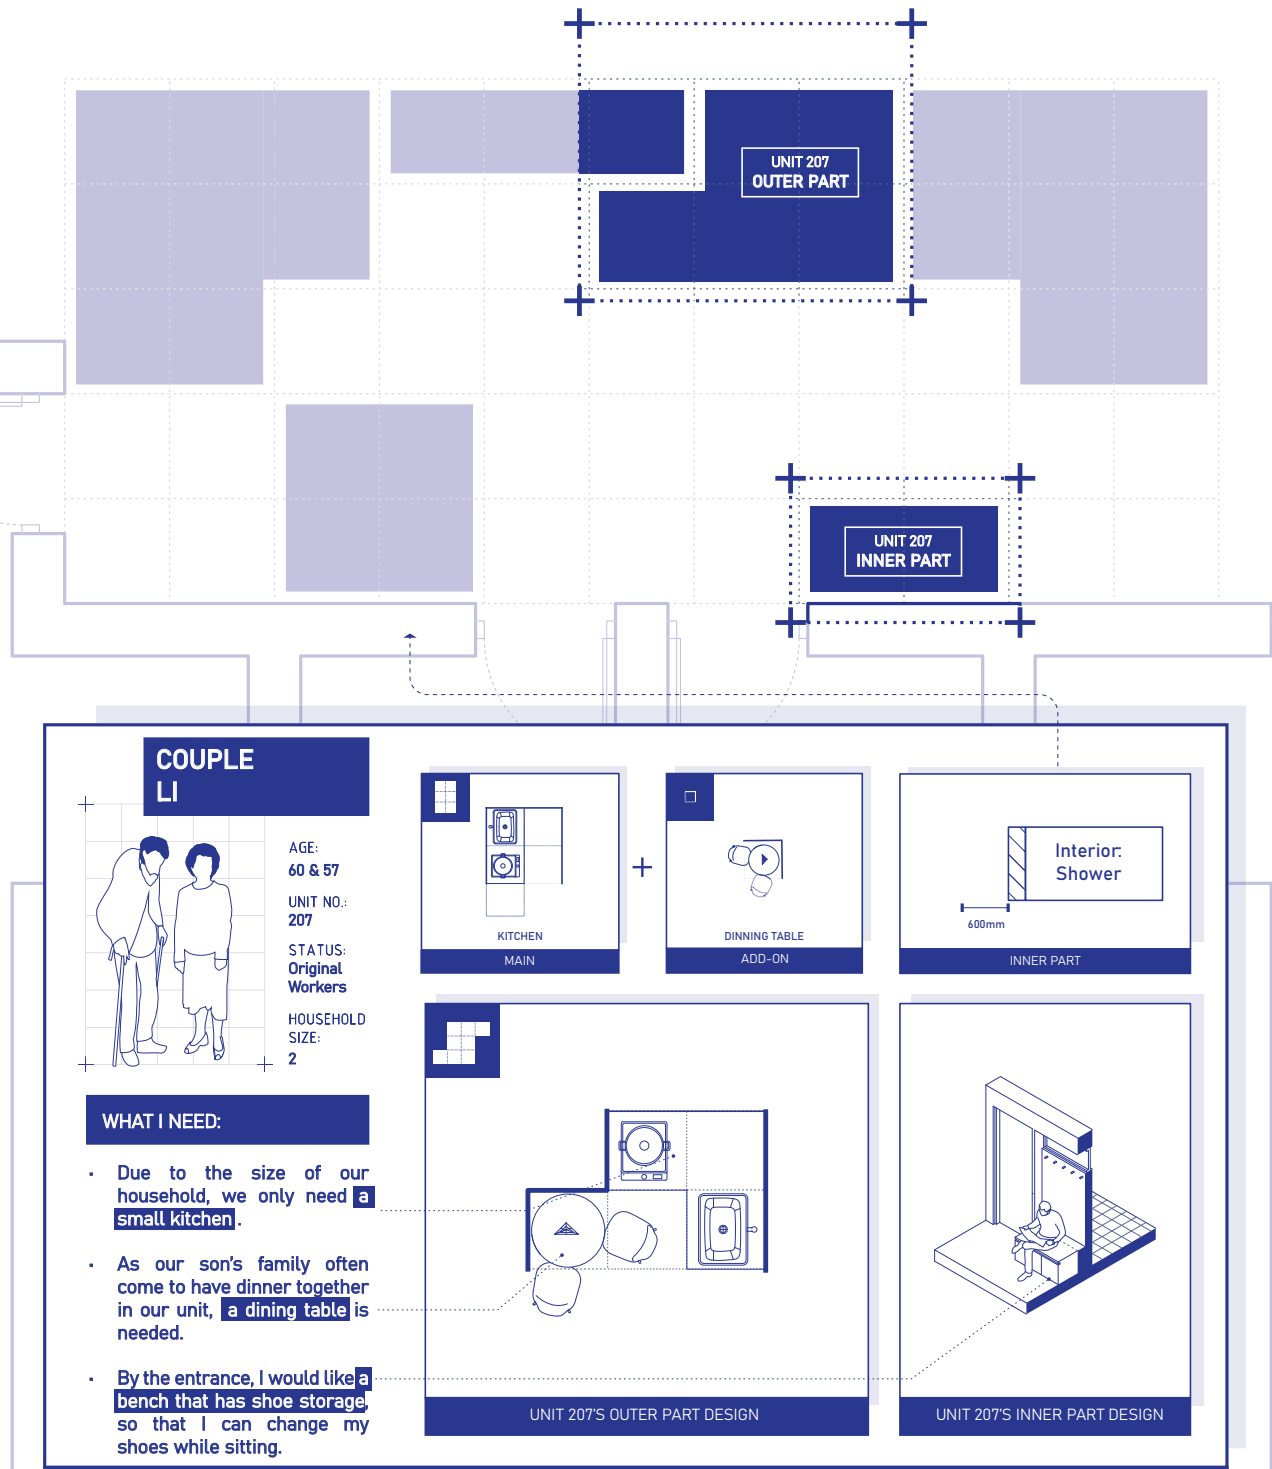 UNIT 207
OUTER PART
UNIT 207
INNER PART
COUPLE
LI
AGE:
60 & 57
UNIT NO.:
207
STATUS:
Original
Workers
HOUSEHOLD
SIZE:
2
WHAT I NEED:
· Due to the size of our
household, we only need a
small kitchen .
· As our son's family often
come to have dinner together
in our unit, a dining table is
needed.
· By the entrance, I would like a
bench that has shoe storage,
so that I can change my
shoes while sitting.
KITCHEN
MAIN
+
DINNING TABLE
ADD-ON
Interior:
Shower
600mm
INNER PART
UNIT 207'S OUTER PART DESIGN
UNIT 207'S INNER PART DESIGN